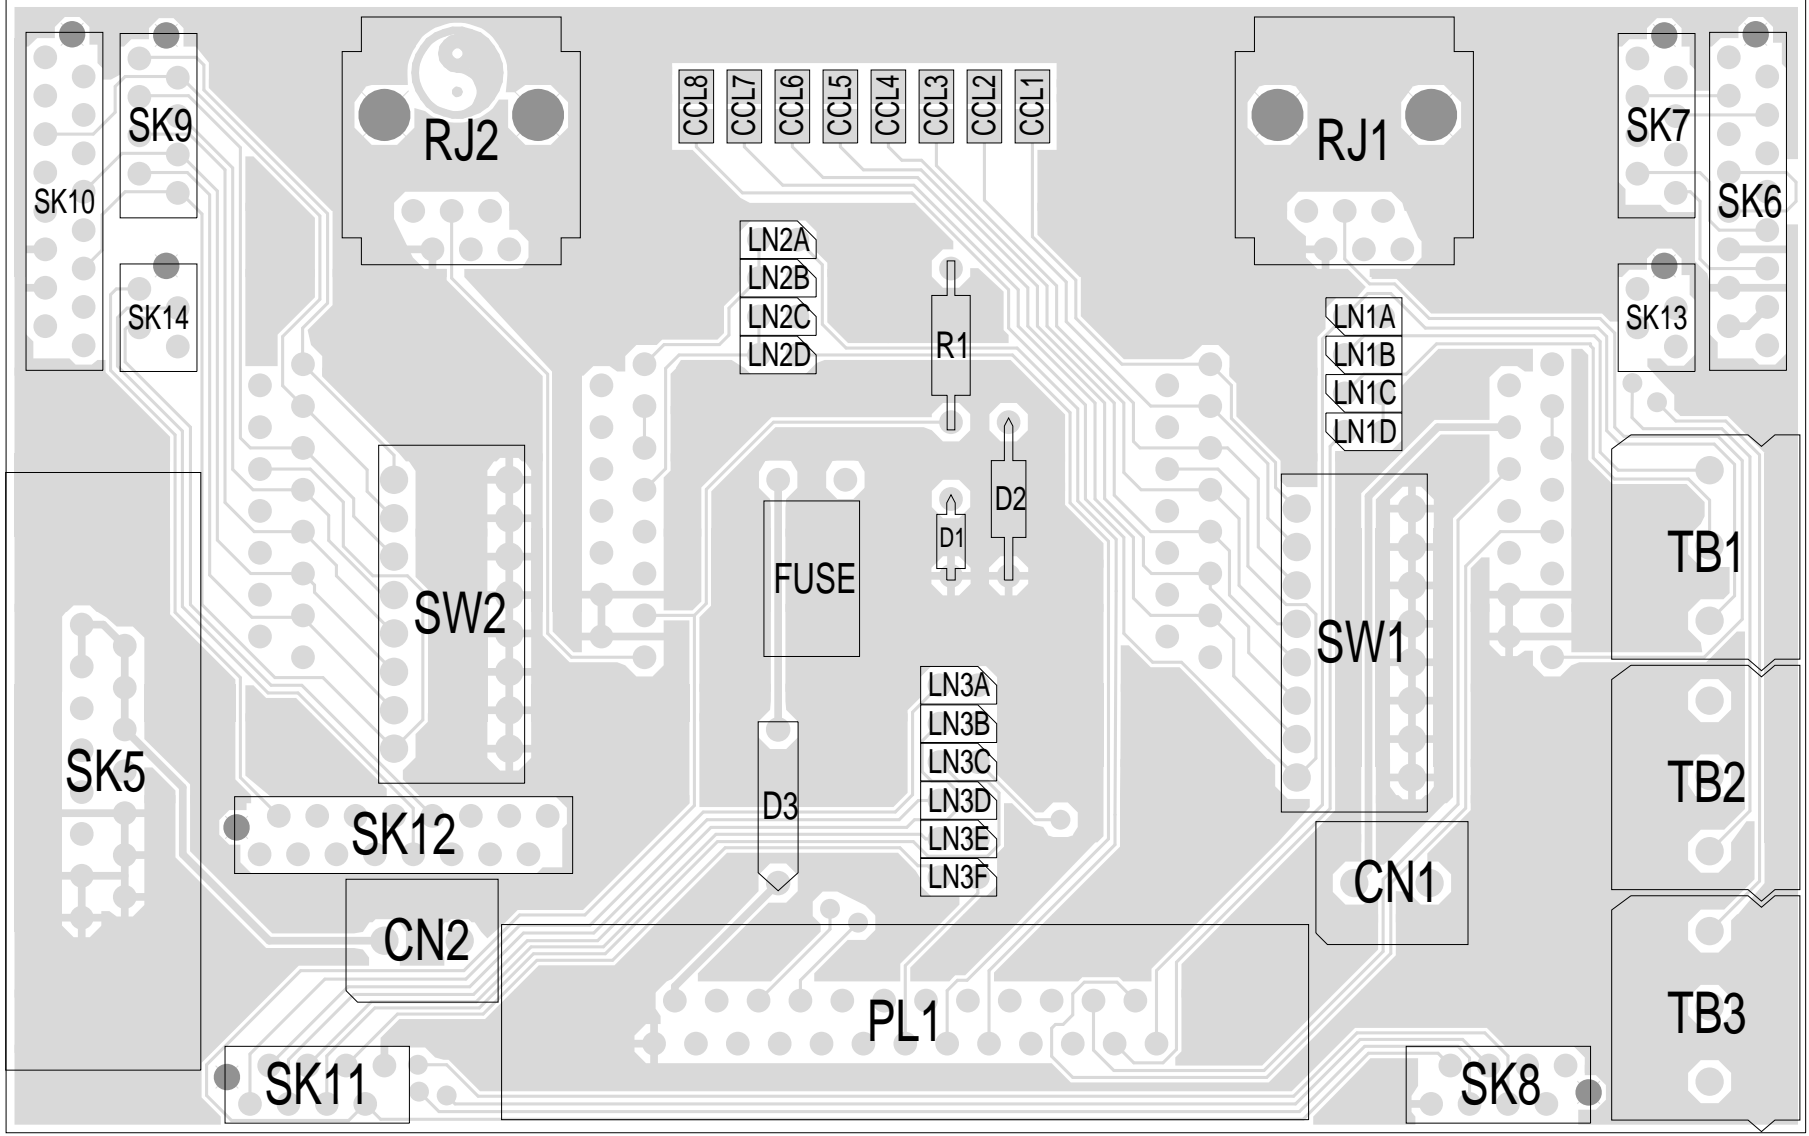 CCL8
CCL7
CCL6
CCL5
CCL4
CCL3
CCL2
CCL1
SK9
RJ2
RJ1
SK7
SK10
SK6
LN2A
LN2B
LN2C
LN2D
SK14
R1
LN1A
LN1B
LN1C
LN1D
SK13
D2
D1
FUSE
TB1
SW2
SW1
LN3A
LN3B
LN3C
LN3D
LN3E
LN3F
SK5
D3
TB2
SK12
CN1
CN2
PL1
TB3
SK11
SK8